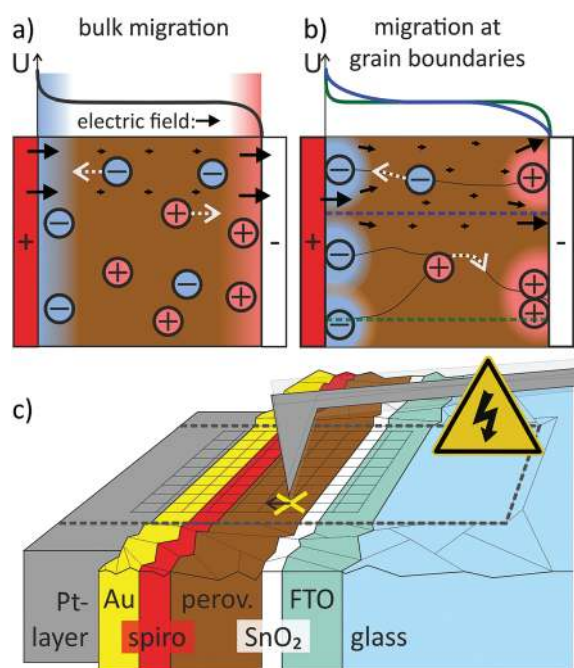 a) bulk migration
b) migration at
grain boundaries
U
U
electric field:
+
-
−
−
−
−
−
+
+
+
+
+
+
-
−
−
−
+
+
+
+
c)
Pt-
layer
Au
spiro
perov.
SnO₂
FTO
glass